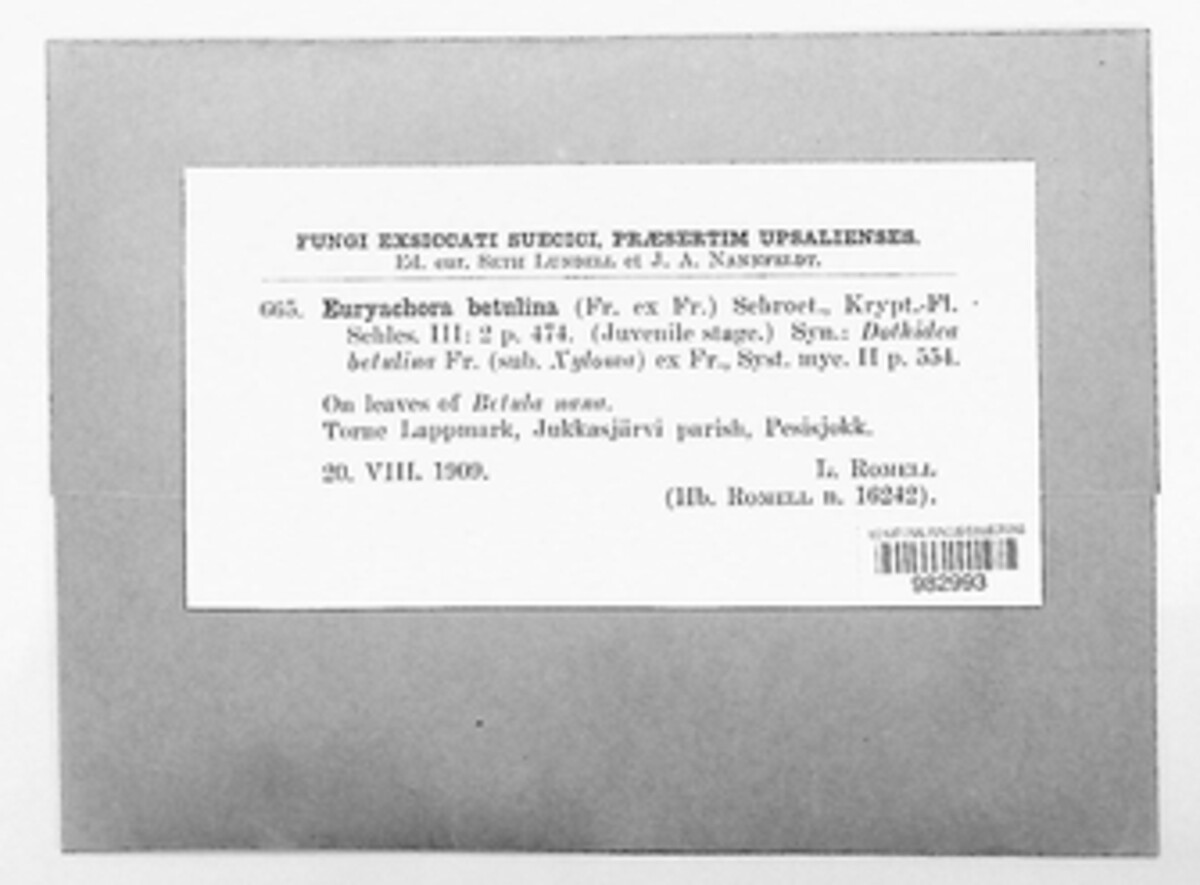 FUNGI EXSICCATI SUECICI, PRÆSERTIM UPSALIENSES.
Ed. cur. SETH LUNDELL et J. A. NANNFELDT.
665. Euryachora betulina (Fr. ex Fr.) Schroet., Krypt.-Fl.
Schles. III: 2 p. 474. (Juvenile stage.) Syn.: Dothidea
betulina Fr. (sub. Xyloma) ex Fr., Syst. myc. II p. 554.
On leaves of Betula nana.
Torne Lappmark, Jukkasjärvi parish, Pesisjokk.
20. VIII. 1909.
L. ROMELL
(Hb. ROMELL n. 16242).
982993